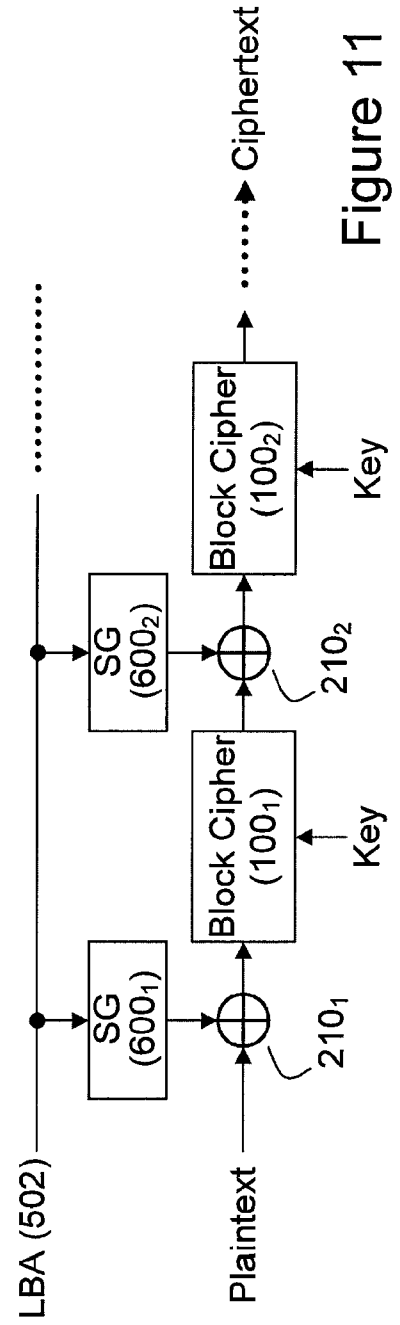 LBA (502)
SG
(600₁)
SG
(600₂)
Plaintext
210₁
Block Cipher
(100₁)
Key
210₂
Block Cipher
(100₂)
Key
Ciphertext
Figure 11